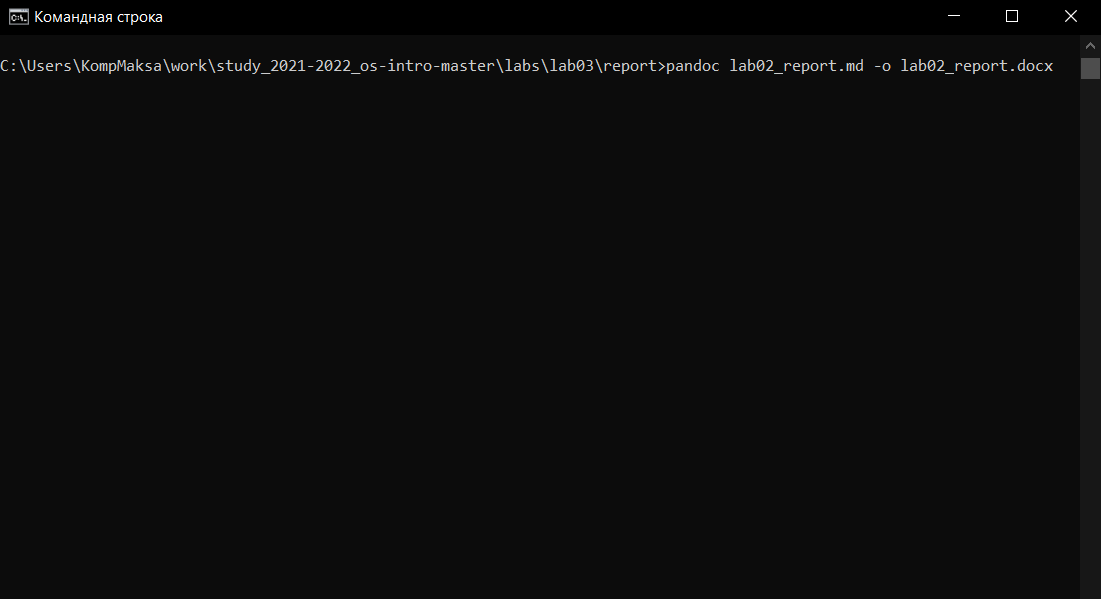 Командная строка
C:\Users\KompMaksa\work\study_2021-2022_os-intro-master\labs\lab03\report>pandoc lab02_report.md -o lab02_report.docx